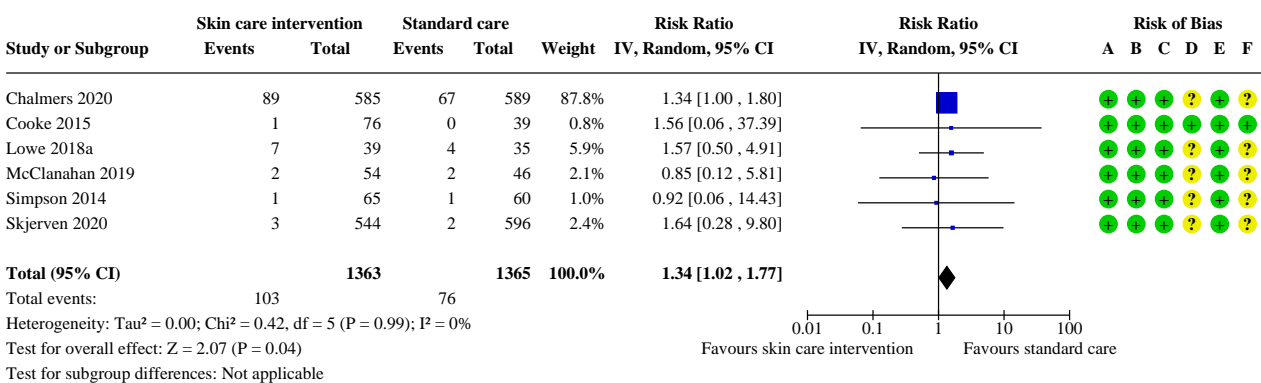 Skin care intervention Standard care Risk Ratio Risk Ratio Risk of Bias
Study or Subgroup Events Total Events Total Weight IV, Random, 95% CI IV, Random, 95% CI A B C D E F
Chalmers 2020 89 585 67 589 87.8% 1.34 [1.00 , 1.80] + + + ? + ?
Cooke 2015 1 76 0 39 0.8% 1.56 [0.06 , 37.39] + + + + + +
Lowe 2018a 7 39 4 35 5.9% 1.57 [0.50 , 4.91] + + + ? + ?
McClanahan 2019 2 54 2 46 2.1% 0.85 [0.12 , 5.81] + + + ? + ?
Simpson 2014 1 65 1 60 1.0% 0.92 [0.06 , 14.43] + + + ? + ?
Skjerven 2020 3 544 2 596 2.4% 1.64 [0.28 , 9.80] + + + ? + ?
Total (95% CI) 1363 1365 100.0% 1.34 [1.02 , 1.77]
Total events: 103 76
Heterogeneity: Tau² = 0.00; Chi² = 0.42, df = 5 (P = 0.99); I² = 0%
0.01 0.1 1 10 100
Test for overall effect: Z = 2.07 (P = 0.04)
Favours skin care intervention Favours standard care
Test for subgroup differences: Not applicable